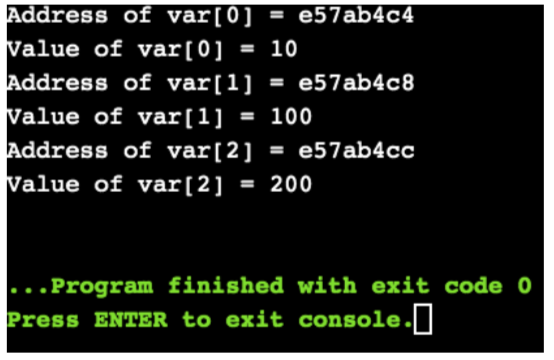 Address of var[0] = e57ab4c4
Value of var[0] = 10
Address of var[1] = e57ab4c8
Value of var[1] = 100
Address of var[2] = e57ab4cc
Value of var[2] = 200
...Program finished with exit code 0
Press ENTER to exit console.